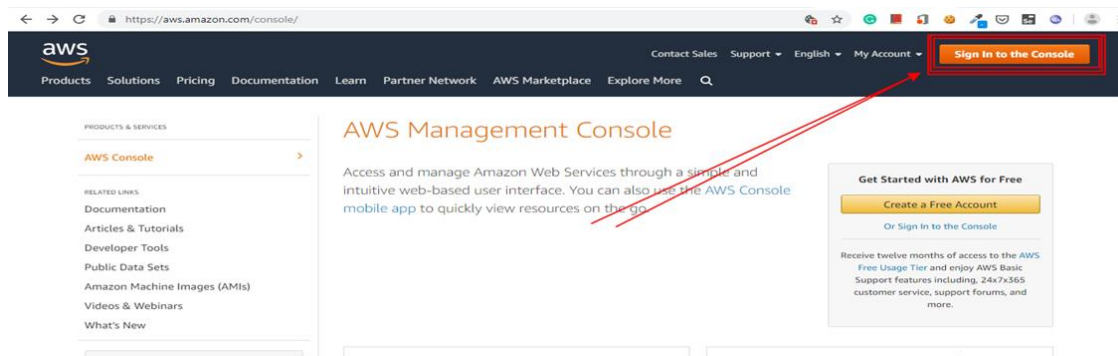 https://aws.amazon.com/console/
aws
Contact Sales Support English My Account Sign In to the Console
Products Solutions Pricing Documentation Learn Partner Network AWS Marketplace Explore More
PRODUCTS & SERVICES
AWS Console
RELATED LINKS
Documentation
Articles & Tutorials
Developer Tools
Public Data Sets
Amazon Machine Images (AMIs)
Videos & Webinars
What's New
AWS Management Console
Access and manage Amazon Web Services through a simple and
intuitive web-based user interface. You can also use the AWS Console
mobile app to quickly view resources on the go.
Get Started with AWS for Free
Create a Free Account
Or Sign In to the Console
Receive twelve months of access to the AWS
Free Usage Tier and enjoy AWS Basic
Support features including, 24x7x365
customer service, support forums, and
more.